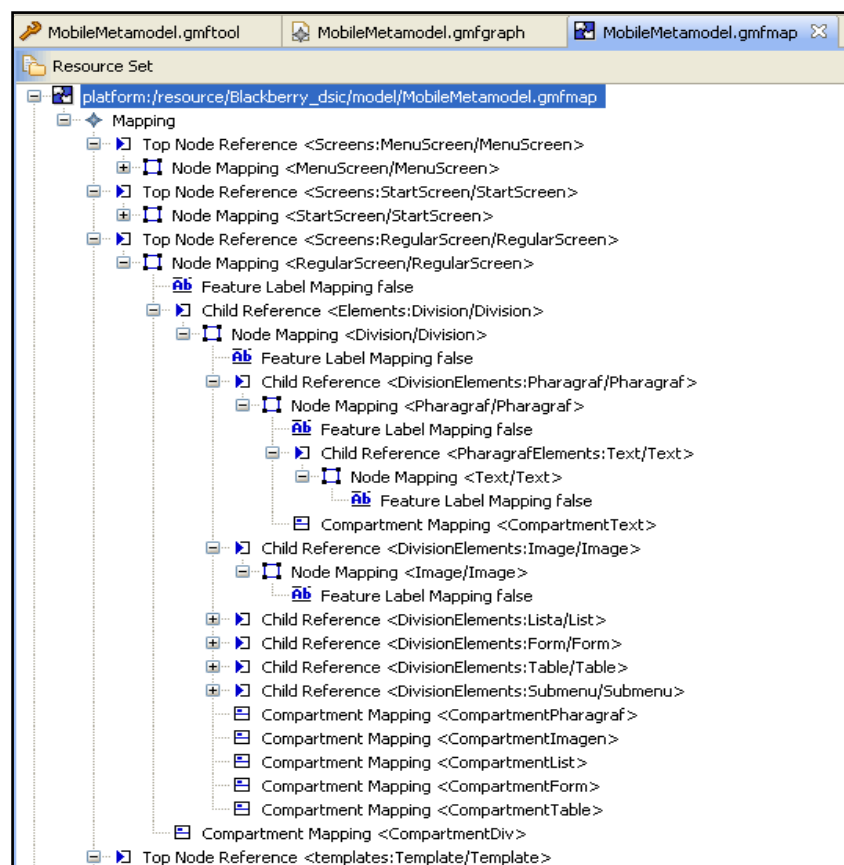 MobileMetamodel.gmftool
MobileMetamodel.gmfgraph
MobileMetamodel.gmfmap
Resource Set
platform:/resource/Blackberry_dsic/model/MobileMetamodel.gmfmap
Mapping
Top Node Reference <Screens:MenuScreen/MenuScreen>
Node Mapping <MenuScreen/MenuScreen>
Top Node Reference <Screens:StartScreen/StartScreen>
Node Mapping <StartScreen/StartScreen>
Top Node Reference <Screens:RegularScreen/RegularScreen>
Node Mapping <RegularScreen/RegularScreen>
Ab Feature Label Mapping false
Child Reference <Elements:Division/Division>
Node Mapping <Division/Division>
Ab Feature Label Mapping false
Child Reference <DivisionElements:Pharagraf/Pharagraf>
Node Mapping <Pharagraf/Pharagraf>
Ab Feature Label Mapping false
Child Reference <PharagrafElements:Text/Text>
Node Mapping <Text/Text>
Ab Feature Label Mapping false
Compartment Mapping <CompartmentText>
Child Reference <DivisionElements:Image/Image>
Node Mapping <Image/Image>
Ab Feature Label Mapping false
Child Reference <DivisionElements:Lista/List>
Child Reference <DivisionElements:Form/Form>
Child Reference <DivisionElements:Table/Table>
Child Reference <DivisionElements:Submenu/Submenu>
Compartment Mapping <CompartmentPharagraf>
Compartment Mapping <CompartmentImagen>
Compartment Mapping <CompartmentList>
Compartment Mapping <CompartmentForm>
Compartment Mapping <CompartmentTable>
Compartment Mapping <CompartmentDiv>
Top Node Reference <templates:Template/Template>